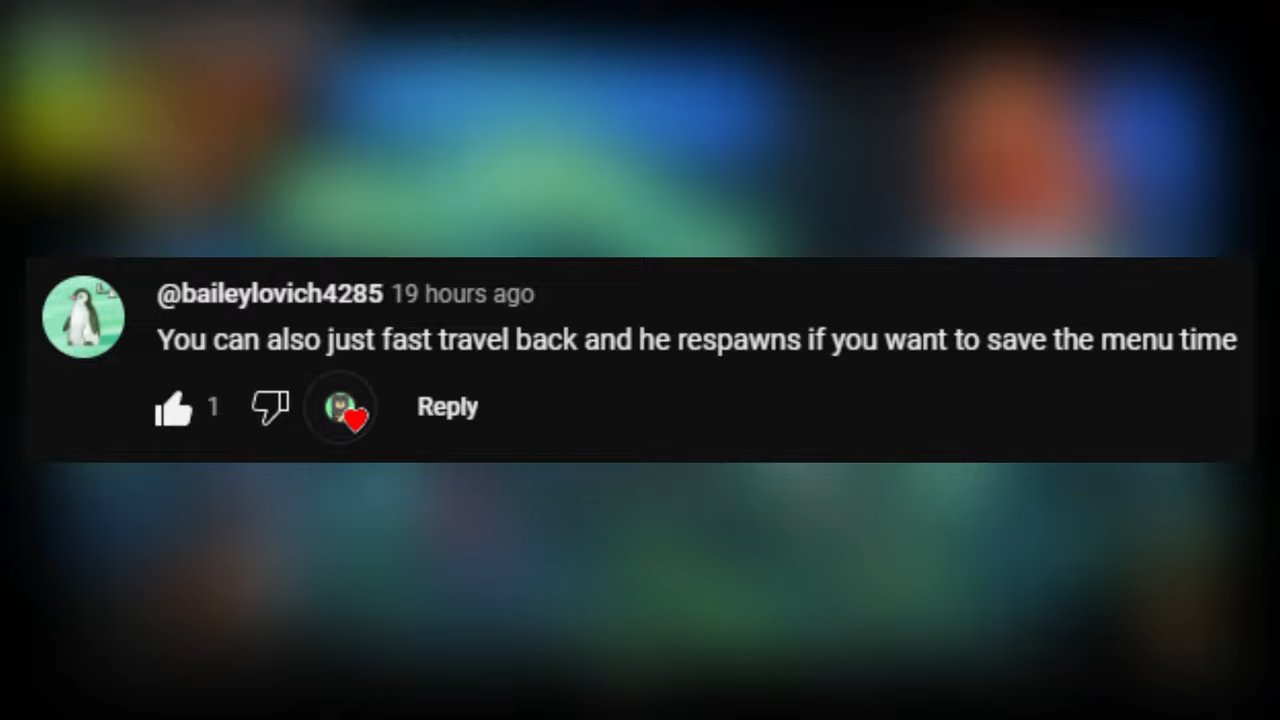 @baileylovich4285 19 hours ago
You can also just fast travel back and he respawns if you want to save the menu time
1
Reply